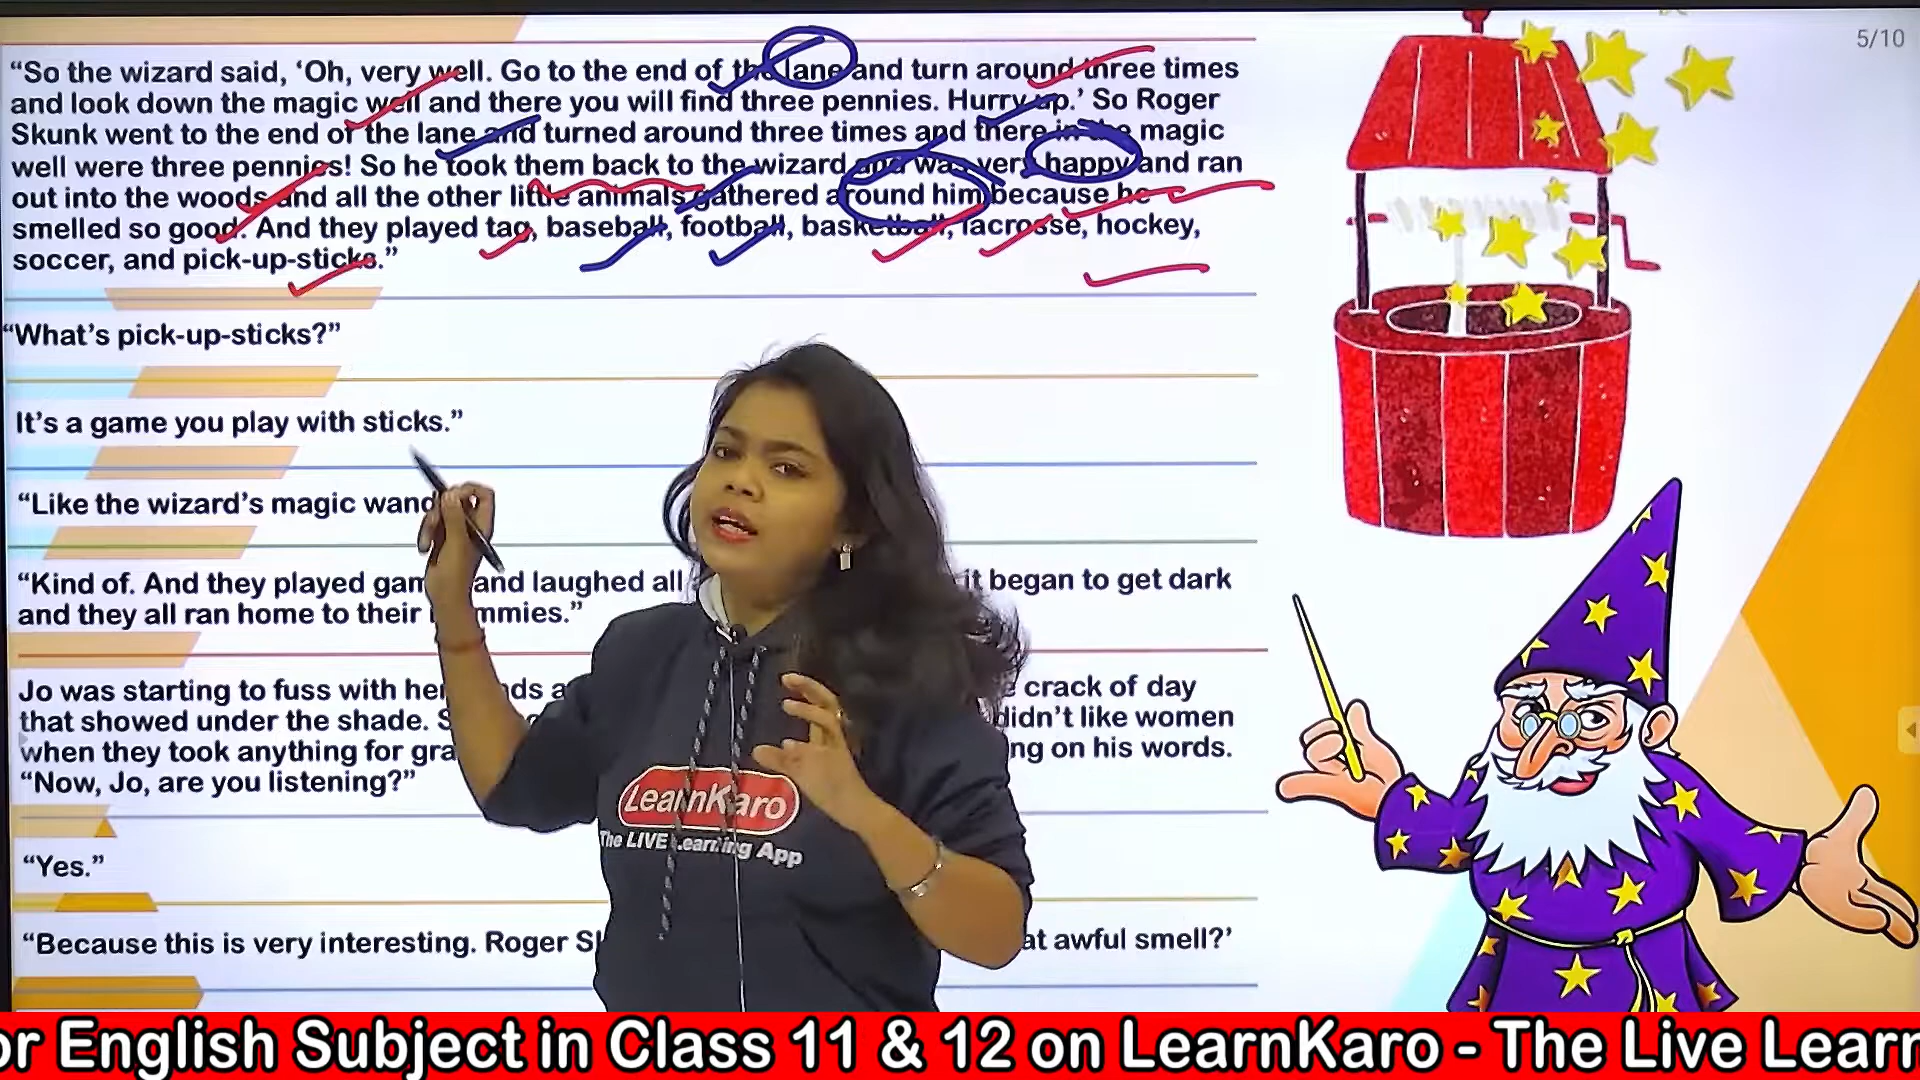 5/10
“So the wizard said, ‘Oh, very well. Go to the end of the lane and turn around three times
and look down the magic well and there you will find three pennies. Hurry up.’ So Roger
Skunk went to the end of the lane and turned around three times and there in the magic
well were three pennies! So he took them back to the wizard and was very happy and ran
out into the woods and all the other little animals gathered around him because he
smelled so good. And they played tag, baseball, football, basketball, lacrosse, hockey,
soccer, and pick-up-sticks.”
“What’s pick-up-sticks?”
It’s a game you play with sticks.”
“Like the wizard’s magic wand
“Kind of. And they played gam and laughed all it began to get dark
and they all ran home to their mmies.”
Jo was starting to fuss with her nds a crack of day
that showed under the shade. S didn’t like women
when they took anything for gra ng on his words.
“Now, Jo, are you listening?”
“Yes.”
“Because this is very interesting. Roger Sk at awful smell?’
LearnKaro
The LIVE Learning App
or English Subject in Class 11 & 12 on LearnKaro - The Live Learn